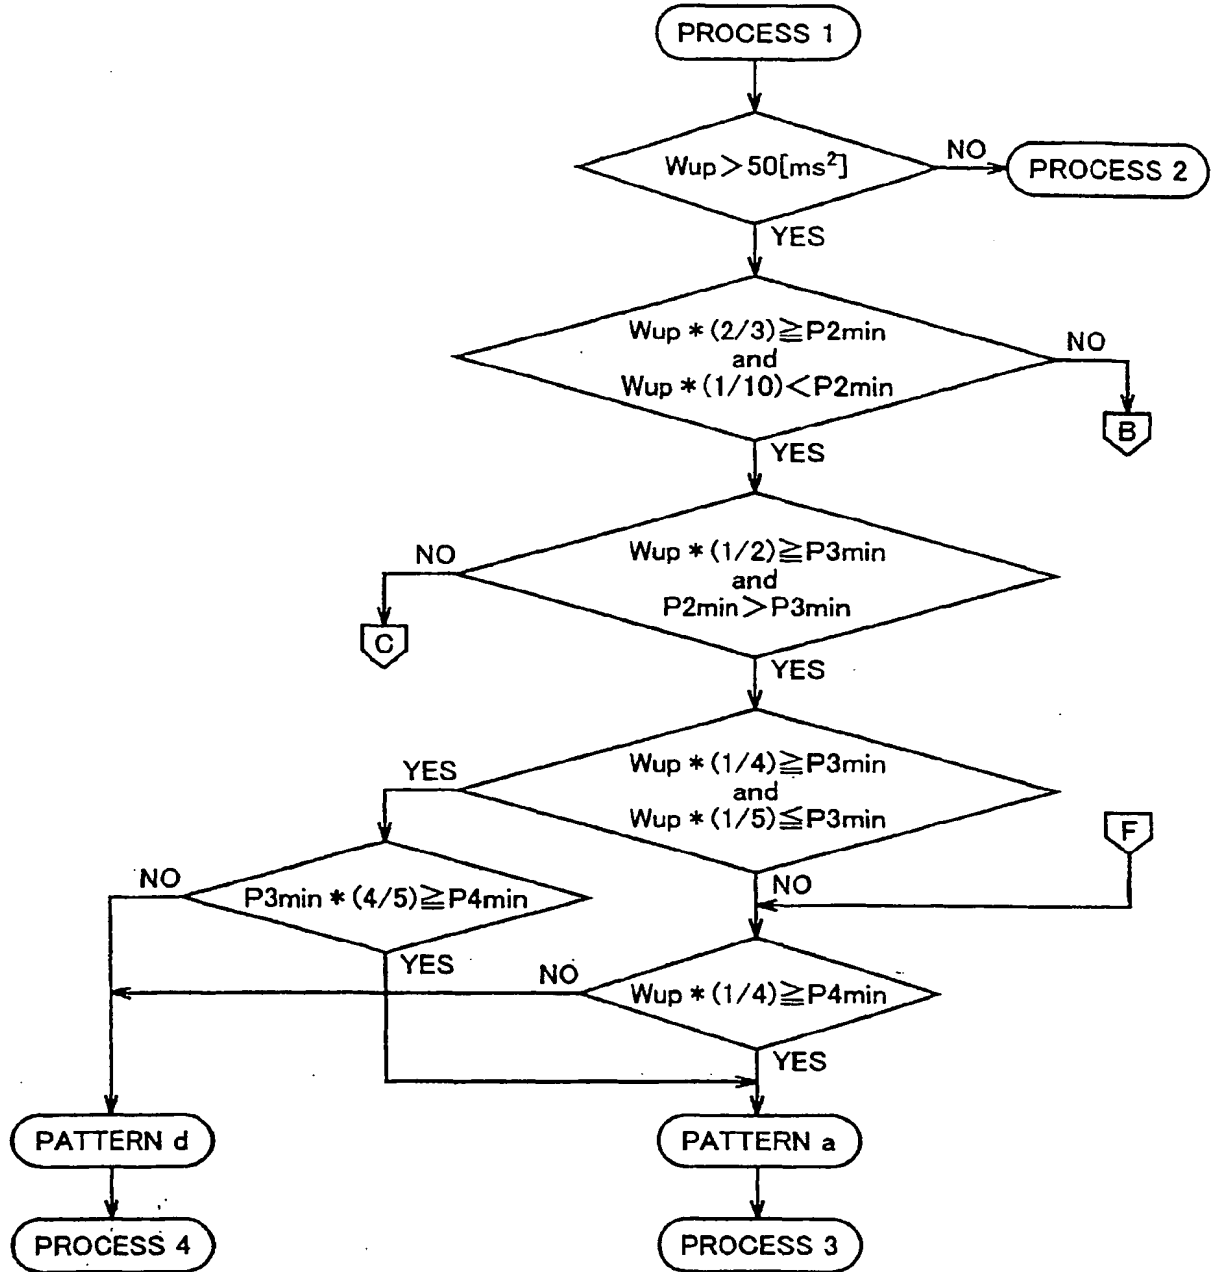 PROCESS 1
Wup>50[ms²]
NO
PROCESS 2
YES
Wup*(2/3)≧P2min
and
Wup*(1/10)<P2min
NO
B
YES
NO
Wup*(1/2)≧P3min
and
P2min>P3min
C
YES
YES
Wup*(1/4)≧P3min
and
Wup*(1/5)≦P3min
F
NO
P3min*(4/5)≧P4min
NO
YES
NO
Wup*(1/4)≧P4min
YES
PATTERN d
PATTERN a
PROCESS 4
PROCESS 3